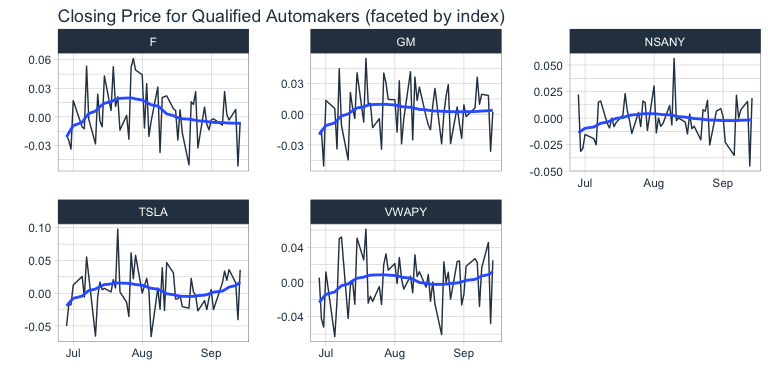 Closing Price for Qualified Automakers (faceted by index)
F
GM
NSANY
0.06
0.03
0.00
-0.03
0.03
0.00
-0.03
0.050
0.025
0.000
-0.025
-0.050
Jul
Aug
Sep
TSLA
VWAPY
0.10
0.05
0.00
-0.05
0.04
0.00
-0.04
Jul
Aug
Sep
Jul
Aug
Sep